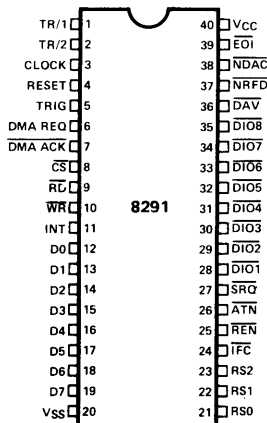 TR/1 1 40 VCC
TR/2 2 39 EOI
CLOCK 3 38 NDAC
RESET 4 37 NRFD
TRIG 5 36 DAV
DMA REQ 6 35 DIO8
DMA ACK 7 34 DIO7
CS 8 33 DIO6
RD 9 32 DIO5
WR 10 8291 31 DIO4
INT 11 30 DIO3
D0 12 29 DIO2
D1 13 28 DIO1
D2 14 27 SRQ
D3 15 26 ATN
D4 16 25 REN
D5 17 24 IFC
D6 18 23 RS2
D7 19 22 RS1
VSS 20 21 RS0